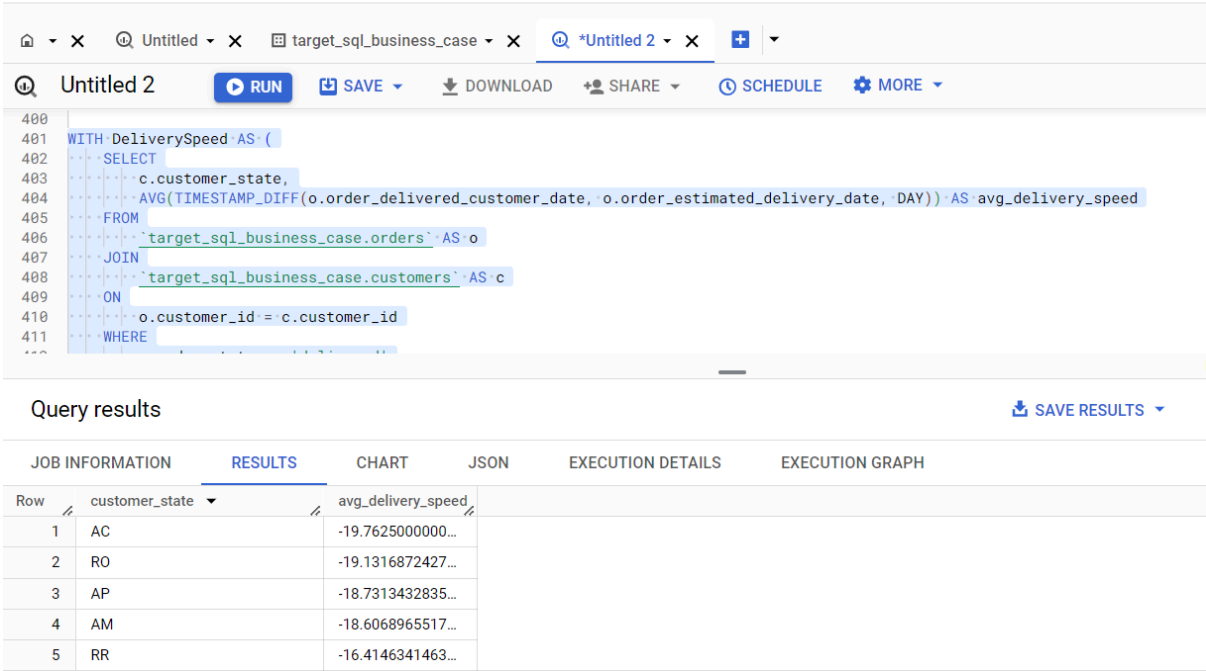 Untitled target_sql_business_case *Untitled 2
Untitled 2 RUN SAVE DOWNLOAD SHARE SCHEDULE MORE
400
401 WITH DeliverySpeed AS (
402 SELECT
403 c.customer_state,
404 AVG(TIMESTAMP_DIFF(o.order_delivered_customer_date, o.order_estimated_delivery_date, DAY)) AS avg_delivery_speed
405 FROM
406 `target_sql_business_case.orders` AS o
407 JOIN
408 `target_sql_business_case.customers` AS c
409 ON
410 o.customer_id = c.customer_id
411 WHERE
Query results SAVE RESULTS
JOB INFORMATION RESULTS CHART JSON EXECUTION DETAILS EXECUTION GRAPH
Row customer_state avg_delivery_speed
1 AC -19.7625000000...
2 RO -19.1316872427...
3 AP -18.7313432835...
4 AM -18.6068965517...
5 RR -16.4146341463...